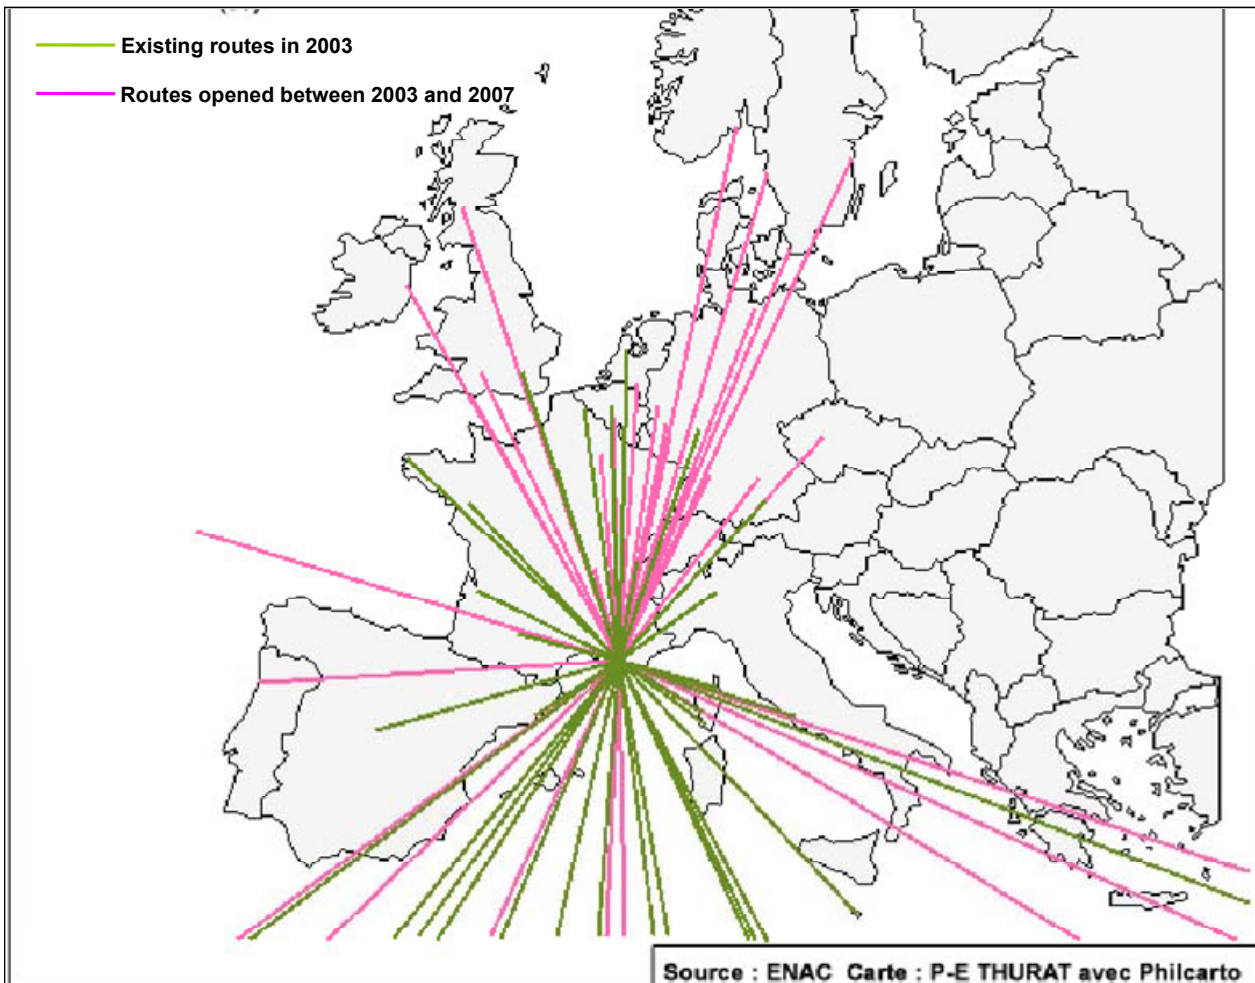 Existing routes in 2003
Routes opened between 2003 and 2007
Source : ENAC Carte : P-E THURAT avec Philcarto